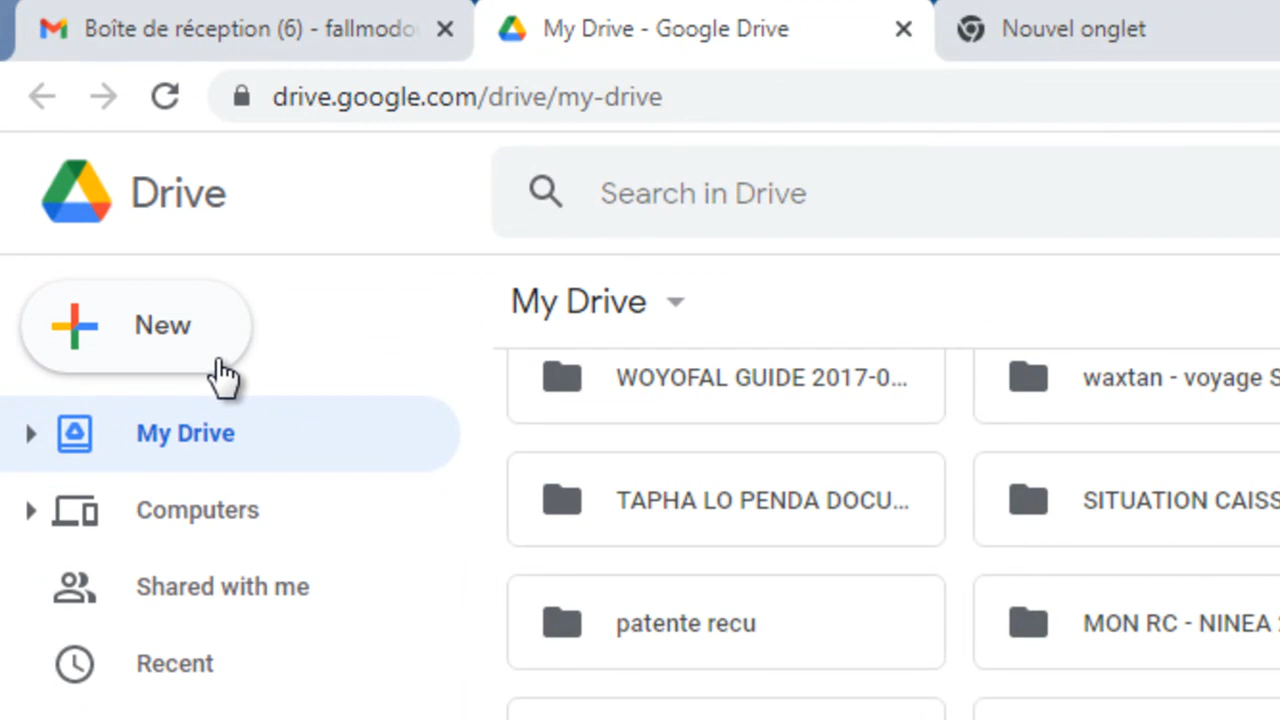 Boîte de réception (6) - fallmodo
My Drive - Google Drive
Nouvel onglet
drive.google.com/drive/my-drive
Drive
Search in Drive
New
My Drive
WOYOFAL GUIDE 2017-0...
waxtan - voyage S
My Drive
TAPHA LO PENDA DOCU...
SITUATION CAISS
Computers
Shared with me
patente recu
MON RC - NINEA
Recent